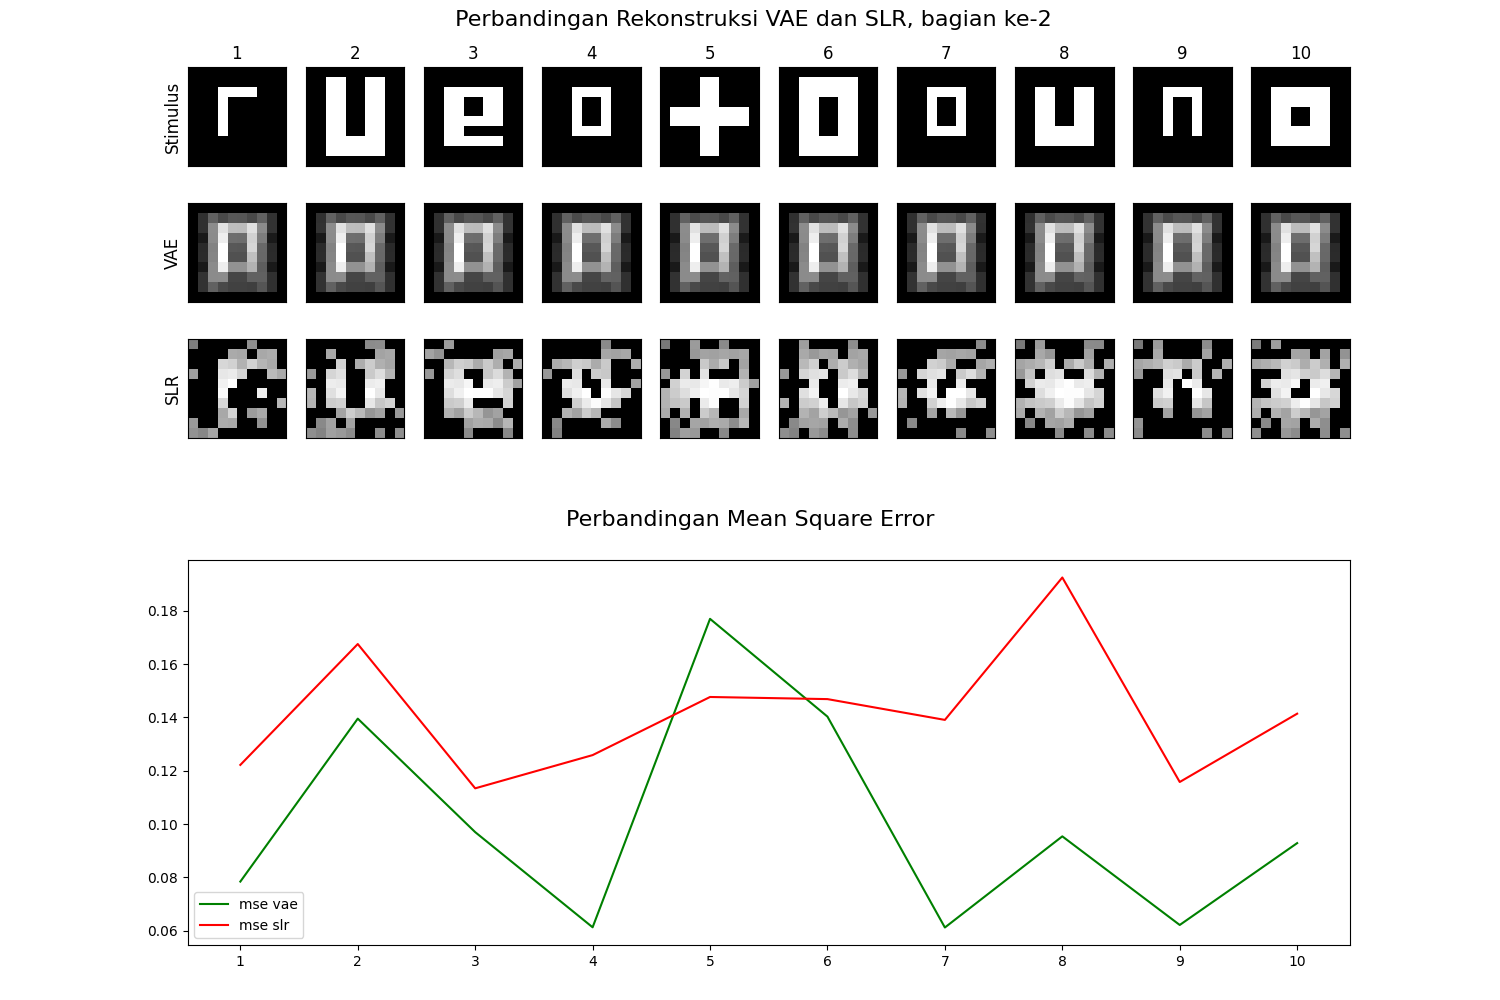 Perbandingan Rekonstruksi VAE dan SLR, bagian ke-2
1 2 3 4 5 6 7 8 9 10
Stimulus
r u e o + 0 o u n o
VAE
SLR
Perbandingan Mean Square Error
0.18
0.16
0.14
0.12
0.10
0.08
0.06
mse vae
mse slr
1 2 3 4 5 6 7 8 9 10